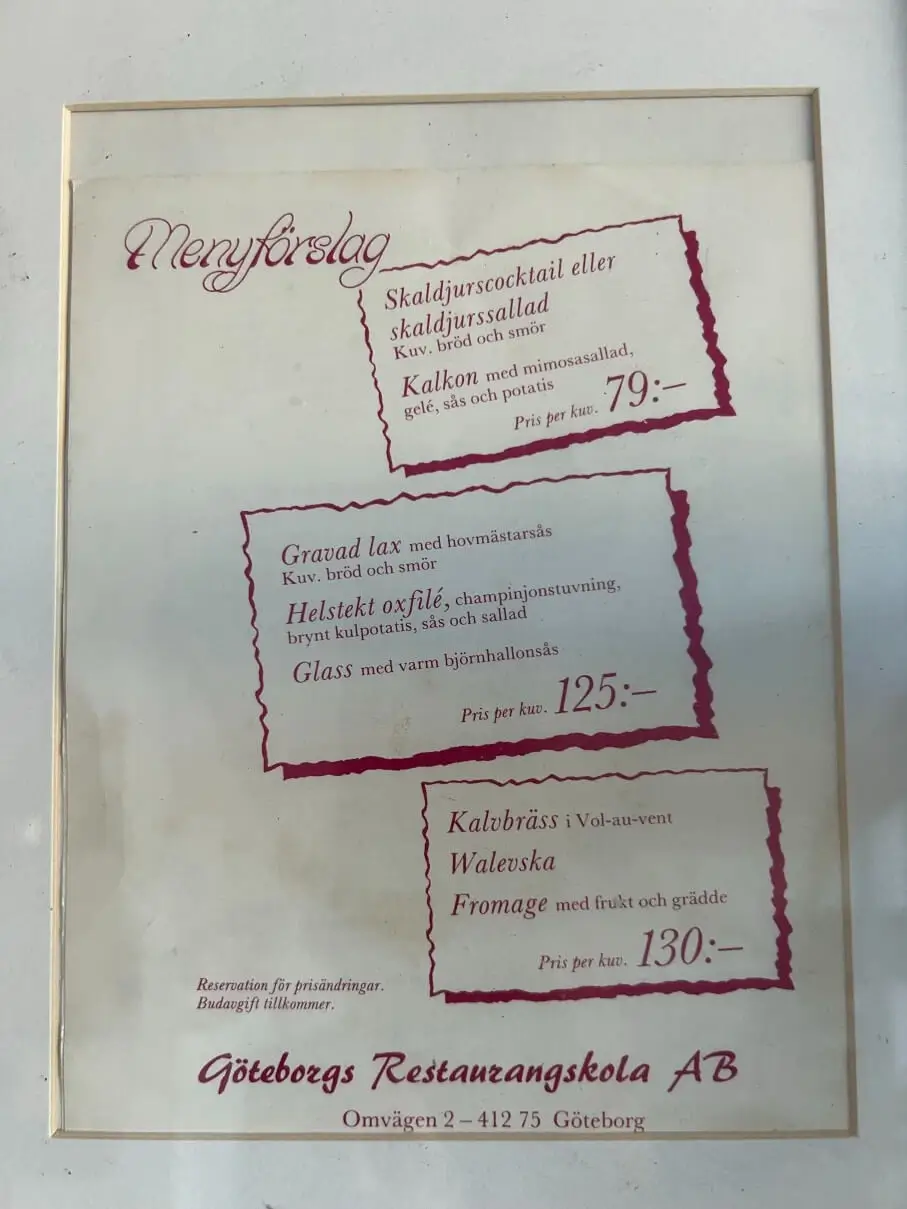 Menyförslag
Skaldjurscocktail eller
skaldjurssallad
Kuv. bröd och smör
Kalkon med mimosasallad,
gelé, sås och potatis
Pris per kuv. 79:–
Gravad lax med hovmästarsås
Kuv. bröd och smör
Helstekt oxfilé, champinjonstuvning,
brynt kulpotatis, sås och sallad
Glass med varm björnhallonsås
Pris per kuv. 125:–
Kalvbräss i Vol-au-vent
Walevska
Fromage med frukt och grädde
Pris per kuv. 130:–
Reservation för prisändringar.
Budavgift tillkommer.
Göteborgs Restaurangskola AB
Omvägen 2 – 412 75 Göteborg